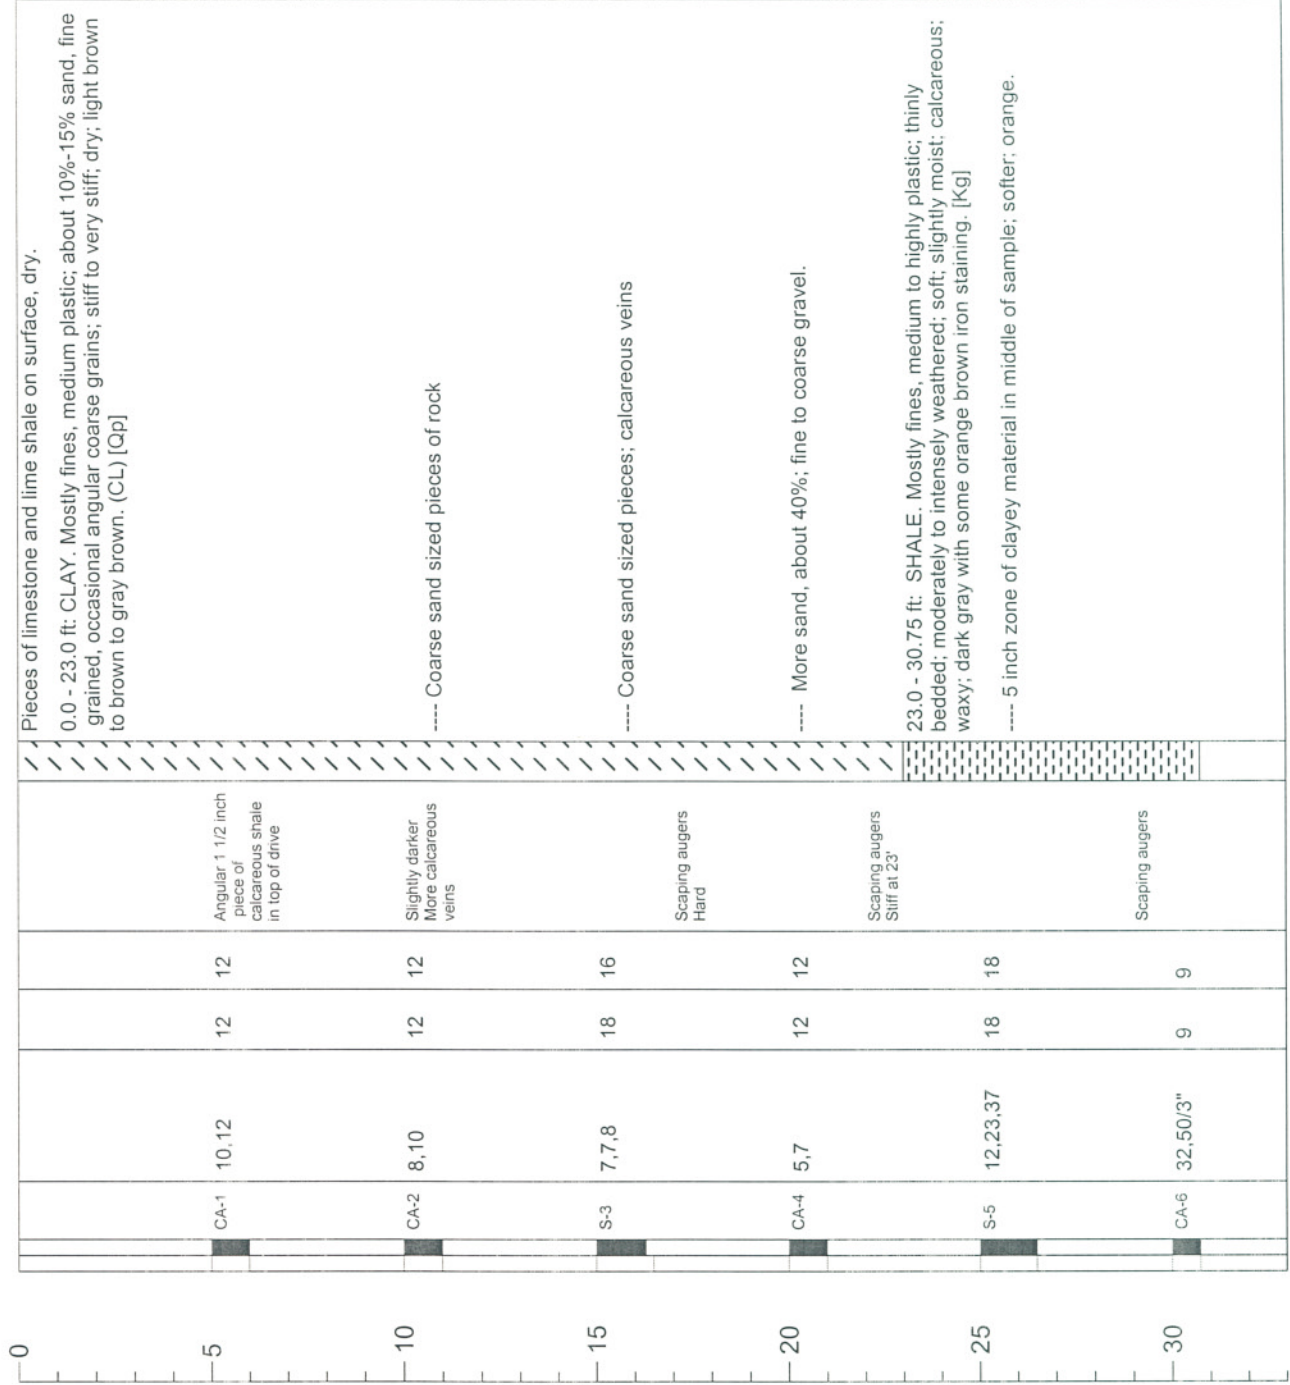 0
5
10
15
20
25
30
CA-1
10,12
12
12
Angular 1 1/2 inch
piece of
calcareous shale
in top of drive
CA-2
8,10
12
12
Slightly darker
More calcareous
veins
S-3
7,7,8
18
16
Scaping augers
Hard
CA-4
5,7
12
12
Scaping augers
Stiff at 23'
S-5
12,23,37
18
18
Scaping augers
CA-6
32,50/3"
9
9
Pieces of limestone and lime shale on surface, dry.
0.0 - 23.0 ft: CLAY. Mostly fines, medium plastic; about 10%-15% sand, fine
grained, occasional angular coarse grains; stiff to very stiff; dry; light brown
to brown to gray brown. (CL) [Qp]
---- Coarse sand sized pieces of rock
---- Coarse sand sized pieces; calcareous veins
---- More sand, about 40%; fine to coarse gravel.
23.0 - 30.75 ft: SHALE. Mostly fines, medium to highly plastic; thinly
bedded; moderately to intensely weathered; soft; slightly moist; calcareous;
waxy; dark gray with some orange brown iron staining. [Kg]
---- 5 inch zone of clayey material in middle of sample; softer; orange.